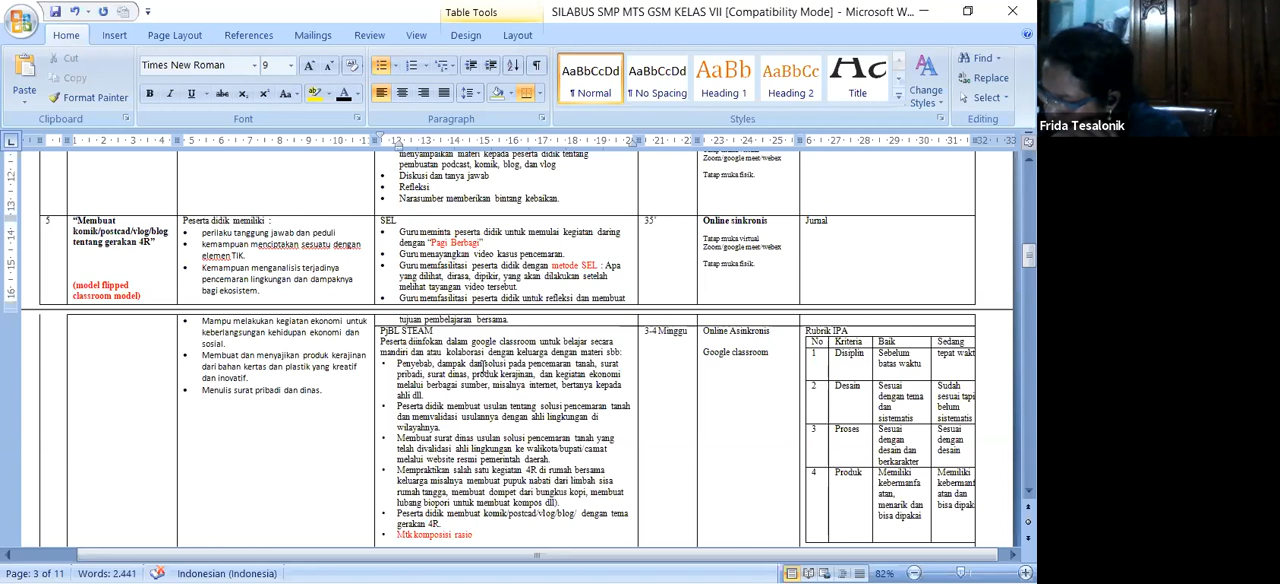 Table Tools
SILABUS SMP MTS GSM KELAS VII [Compatibility Mode] - Microsoft W...
Home Insert Page Layout References Mailings Review View Design Layout
Cut
Copy
Format Painter
Paste
Clipboard
Times New Roman 9
Font
Paragraph
AaBbCcDd AaBbCcDd AaBb AaBbCc Ac
¶ Normal ¶ No Spacing Heading 1 Heading 2 Title
Change Styles
Styles
Find
Replace
Select
Editing
Frida Tesalonik
menyampaikan materi kepada peserta didik tentang
pembuatan podcast, komik, blog, dan vlog
• Diskusi dan tanya jawab
• Refleksi
• Narasumber memberikan bintang kebaikan.
Zoom/google meet/webex
Tatap muka fisik.
5
“Membuat
komik/postcad/vlog/blog
tentang gerakan 4R”
(model flipped
classroom model)
Peserta didik memiliki :
• perilaku tanggung jawab dan peduli
• kemampuan menciptakan sesuatu dengan
elemen TIK.
• Kemampuan menganalisis terjadinya
pencemaran lingkungan dan dampaknya
bagi ekosistem.
SEL
• Guru meminta peserta didik untuk memulai kegiatan daring
dengan “Pagi Berbagi”
• Guru menayangkan video kasus pencemaran.
• Guru memfasilitasi peserta didik dengan metode SEL : Apa
yang dilihat, dirasa, dipikir, yang akan dilakukan setelah
melihat tayangan video tersebut.
• Guru memfasilitasi peserta didik untuk refleksi dan membuat
35’
Online sinkronis
Tatap muka virtual
Zoom/google meet/webex
Tatap muka fisik.
Jurnal
• Mampu melakukan kegiatan ekonomi untuk
keberlangsungan kehidupan ekonomi dan
sosial.
• Membuat dan menyajikan produk kerajinan
dari bahan kertas dan plastik yang kreatif
dan inovatif.
• Menulis surat pribadi dan dinas.
tujuan pembelajaran bersama.
PjBL STEAM
Peserta diinfokan dalam google classroom untuk belajar secara
mandiri dan atau kolaborasi dengan keluarga dengan materi sbb:
• Penyebab, dampak dan solusi pada pencemaran tanah, surat
pribadi, surat dinas, produk kerajinan, dan kegiatan ekonomi
melalui berbagai sumber, misalnya internet, bertanya kepada
ahli dll.
• Peserta didik membuat usulan tentang solusi pencemaran tanah
dan memvalidasi usulannya dengan ahli lingkungan di
wilayahnya.
• Membuat surat dinas usulan solusi pencemaran tanah yang
telah divalidasi ahli lingkungan ke walikota/bupati/camat
melalui website resmi pemerintah daerah.
• Mempraktikan salah satu kegiatan 4R di rumah bersama
keluarga misalnya membuat pupuk nabati dari limbah sisa
rumah tangga, membuat dompet dari bungkus kopi, membuat
lubang biopori untuk membuat kompos dll).
• Peserta didik membuat komik/postcad/vlog/blog/ dengan tema
gerakan 4R.
• Mtk komposisi rasio
3-4 Minggu
Online Asinkronis
Google classroom
Rubrik IPA
No Kriteria Baik Sedang
1 Disiplin Sebelum batas waktu tepat wakt
2 Desain Sesuai dengan tema dan sistematis Sudah sesuai tapi belum sistematis
3 Proses Sesuai dengan desain dan berkarakter Sesuai dengan desain
4 Produk Memiliki kebermanfa atan, menarik dan bisa dipakai Memiliki kebermanf atan dan bisa dipak
Page: 3 of 11 Words: 2.441 Indonesian (Indonesia) 82%